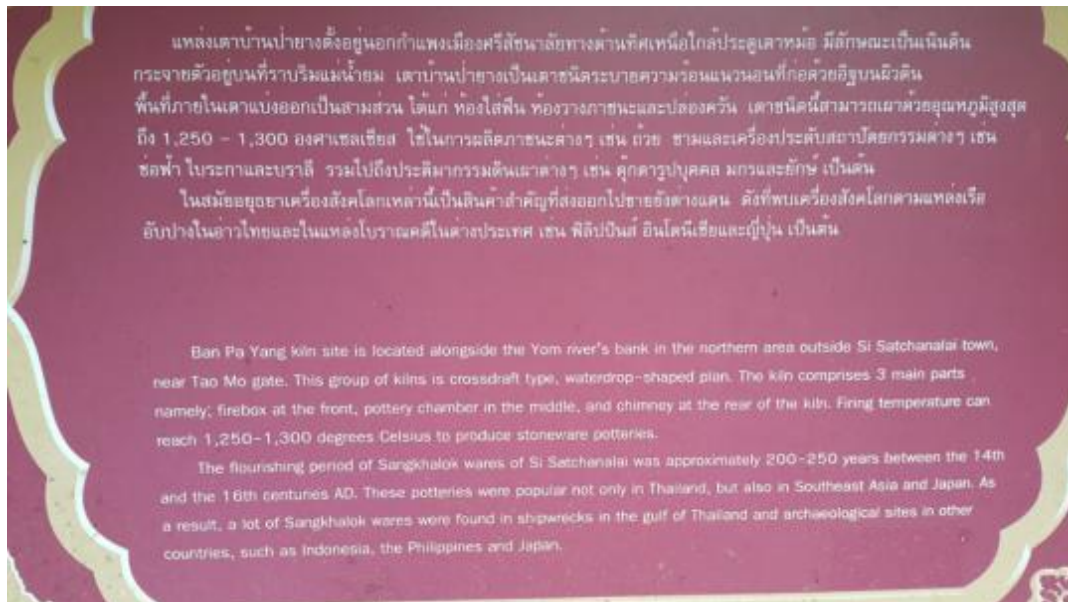 แหล่งเตาบ้านป่ายางตั้งอยู่นอกกำแพงเมืองศรีสัชนาลัยทางด้านทิศเหนือใกล้ประตูเตาหม้อ มีลักษณะเป็นเนินดิน
กระจายตัวอยู่บนที่ราบริมแม่น้ำยม เตาบ้านป่ายางเป็นเตาชนิดระบายความร้อนแนวนอนที่ก่อด้วยอิฐบนผิวดิน
พื้นที่ภายในเตาแบ่งออกเป็นสามส่วน ได้แก่ ห้องใส่ฟืน ห้องวางภาชนะและปล่องควัน เตาชนิดนี้สามารถเผาด้วยอุณหภูมิสูงสุด
ถึง 1,250 – 1,300 องศาเซลเซียส ใช้ในการผลิตภาชนะต่างๆ เช่น ถ้วย ชามและเครื่องประดับสถาปัตยกรรมต่างๆ เช่น
ช่อฟ้า ใบระกาและบราลี รวมไปถึงประติมากรรมดินเผาต่างๆ เช่น ตุ๊กตารูปบุคคล มกรและยักษ์ เป็นต้น
ในสมัยอยุธยาเครื่องสังคโลกเหล่านี้เป็นสินค้าสำคัญที่ส่งออกไปขายยังต่างแดน ดังที่พบเครื่องสังคโลกตามแหล่งเรือ
อับปางในอ่าวไทยและในแหล่งโบราณคดีในต่างประเทศ เช่น ฟิลิปปินส์ อินโดนีเซียและญี่ปุ่น เป็นต้น
Ban Pa Yang kiln site is located alongside the Yom river's bank in the northern area outside Si Satchanalai town,
near Tao Mo gate. This group of kilns is crossdraft type, waterdrop-shaped plan. The kiln comprises 3 main parts
namely; firebox at the front, pottery chamber in the middle, and chimney at the rear of the kiln. Firing temperature can
reach 1,250-1,300 degrees Celsius to produce stoneware potteries.
The flourishing period of Sangkhalok wares of Si Satchanalai was approximately 200-250 years between the 14th
and the 16th centuries AD. These potteries were popular not only in Thailand, but also in Southeast Asia and Japan. As
a result, a lot of Sangkhalok wares were found in shipwrecks in the gulf of Thailand and archaeological sites in other
countries, such as Indonesia, the Philippines and Japan.